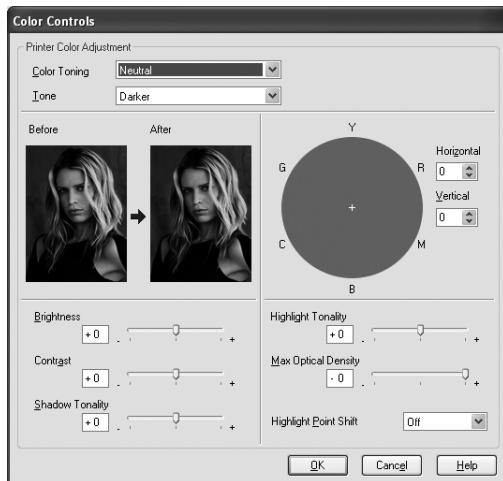 Color Controls
Printer Color Adjustment
Color Toning
Neutral
Tone
Darker
Before
After
Y
G
R
C
M
B
Horizontal
0
Vertical
0
Brightness
+ 0
-
+
Contrast
+ 0
-
+
Shadow Tonality
+ 0
-
+
Highlight Tonality
+ 0
-
+
Max Optical Density
- 0
-
+
Highlight Point Shift
Off
OK
Cancel
Help